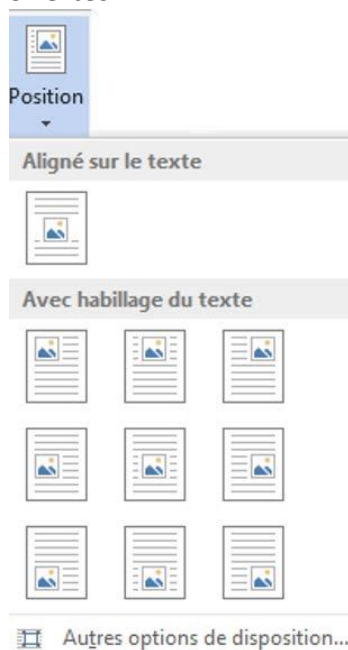 Position
Aligné sur le texte
Avec habillage du texte
Autres options de disposition...